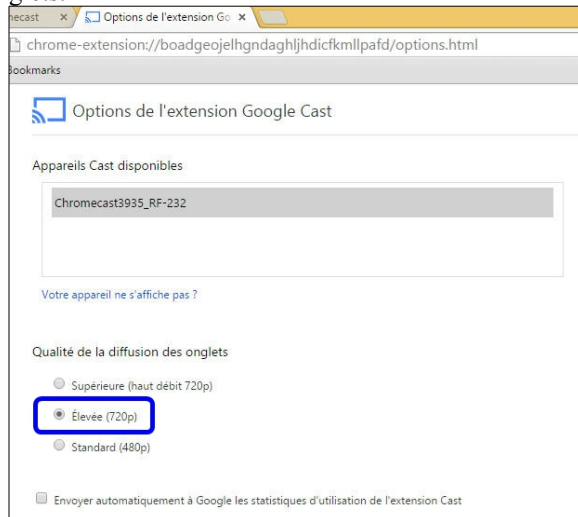 glets.
ecast × Options de l'extension Go ×
chrome-extension://boadgeojelhgndaghljhdicfkmllpafd/options.html
Bookmarks
Options de l'extension Google Cast
Appareils Cast disponibles
Chromecast3935_RF-232
Votre appareil ne s'affiche pas ?
Qualité de la diffusion des onglets
Supérieure (haut débit 720p)
Élevée (720p)
Standard (480p)
Envoyer automatiquement à Google les statistiques d'utilisation de l'extension Cast